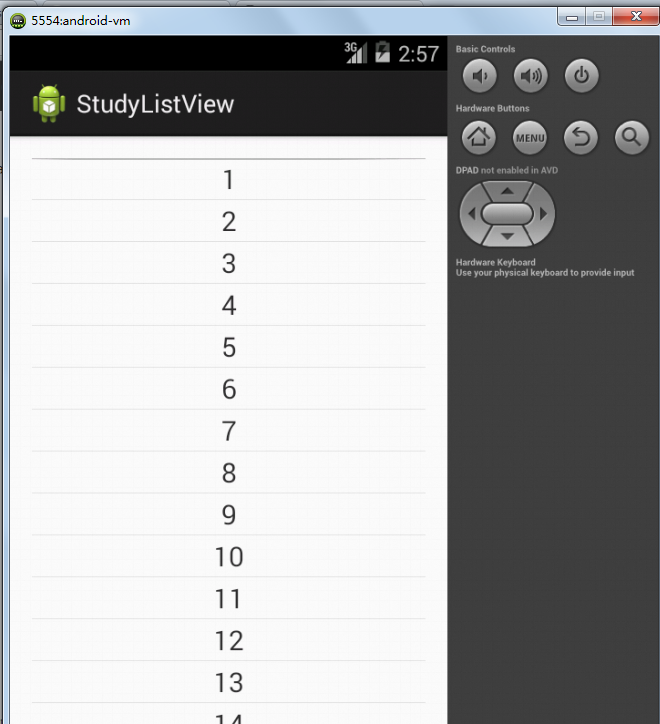 5554:android-vm
3G 2:57
StudyListView
1
2
3
4
5
6
7
8
9
10
11
12
13
14
Basic Controls
Hardware Buttons
MENU
DPAD not enabled in AVD
Hardware Keyboard
Use your physical keyboard to provide input